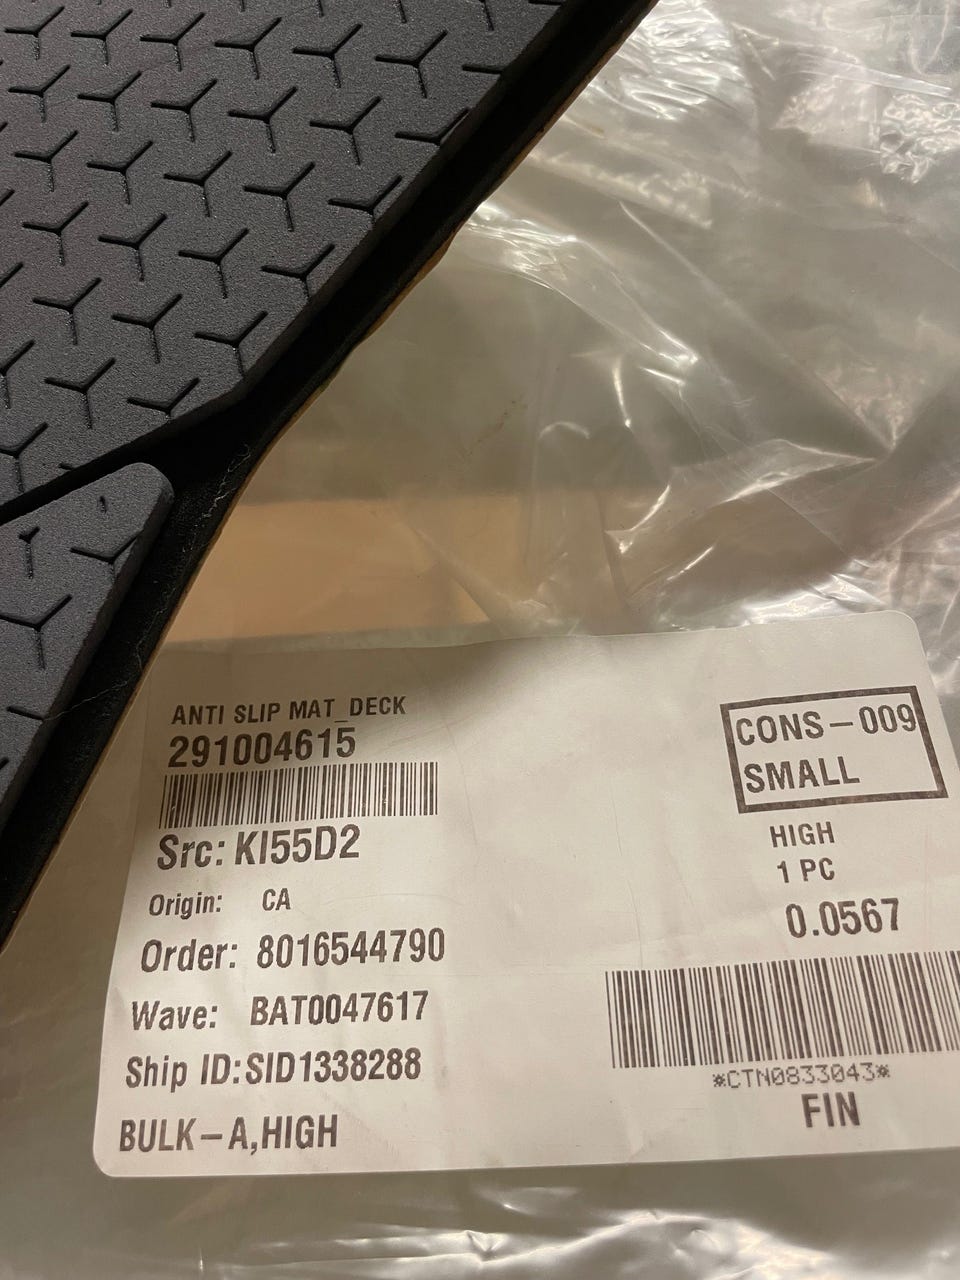 ANTI SLIP MAT_DECK
291004615
Src: KI55D2
Origin: CA
Order: 8016544790
Wave: BAT0047617
Ship ID:SID1338288
BULK-A,HIGH
CONS-009
SMALL
HIGH
1 PC
0.0567
*CTN0833043*
FIN